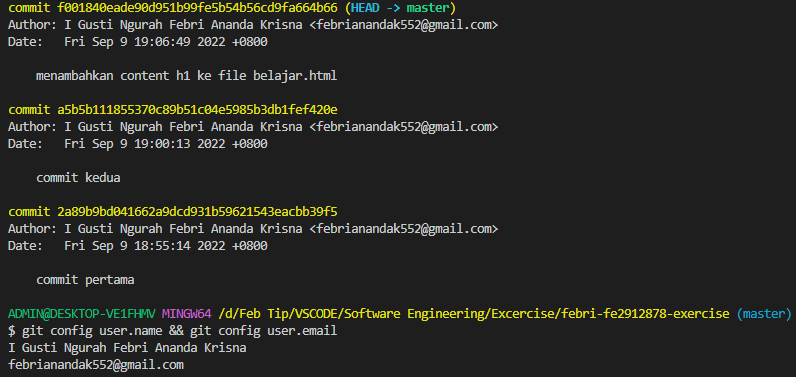 commit f001840eade90d951b99fe5b54b56cd9fa664b66 (HEAD -> master)
Author: I Gusti Ngurah Febri Ananda Krisna <febrianandak552@gmail.com>
Date:   Fri Sep 9 19:06:49 2022 +0800
menambahkan content h1 ke file belajar.html
commit a5b5b111855370c89b51c04e5985b3db1fef420e
Author: I Gusti Ngurah Febri Ananda Krisna <febrianandak552@gmail.com>
Date:   Fri Sep 9 19:00:13 2022 +0800
commit kedua
commit 2a89b9bd041662a9dcd931b59621543eacbb39f5
Author: I Gusti Ngurah Febri Ananda Krisna <febrianandak552@gmail.com>
Date:   Fri Sep 9 18:55:14 2022 +0800
commit pertama
ADMIN@DESKTOP-VE1FHMV MINGW64 /d/Feb Tip/VSCODE/Software Engineering/Excercise/febri-fe2912878-exercise (master)
$ git config user.name && git config user.email
I Gusti Ngurah Febri Ananda Krisna
febrianandak552@gmail.com